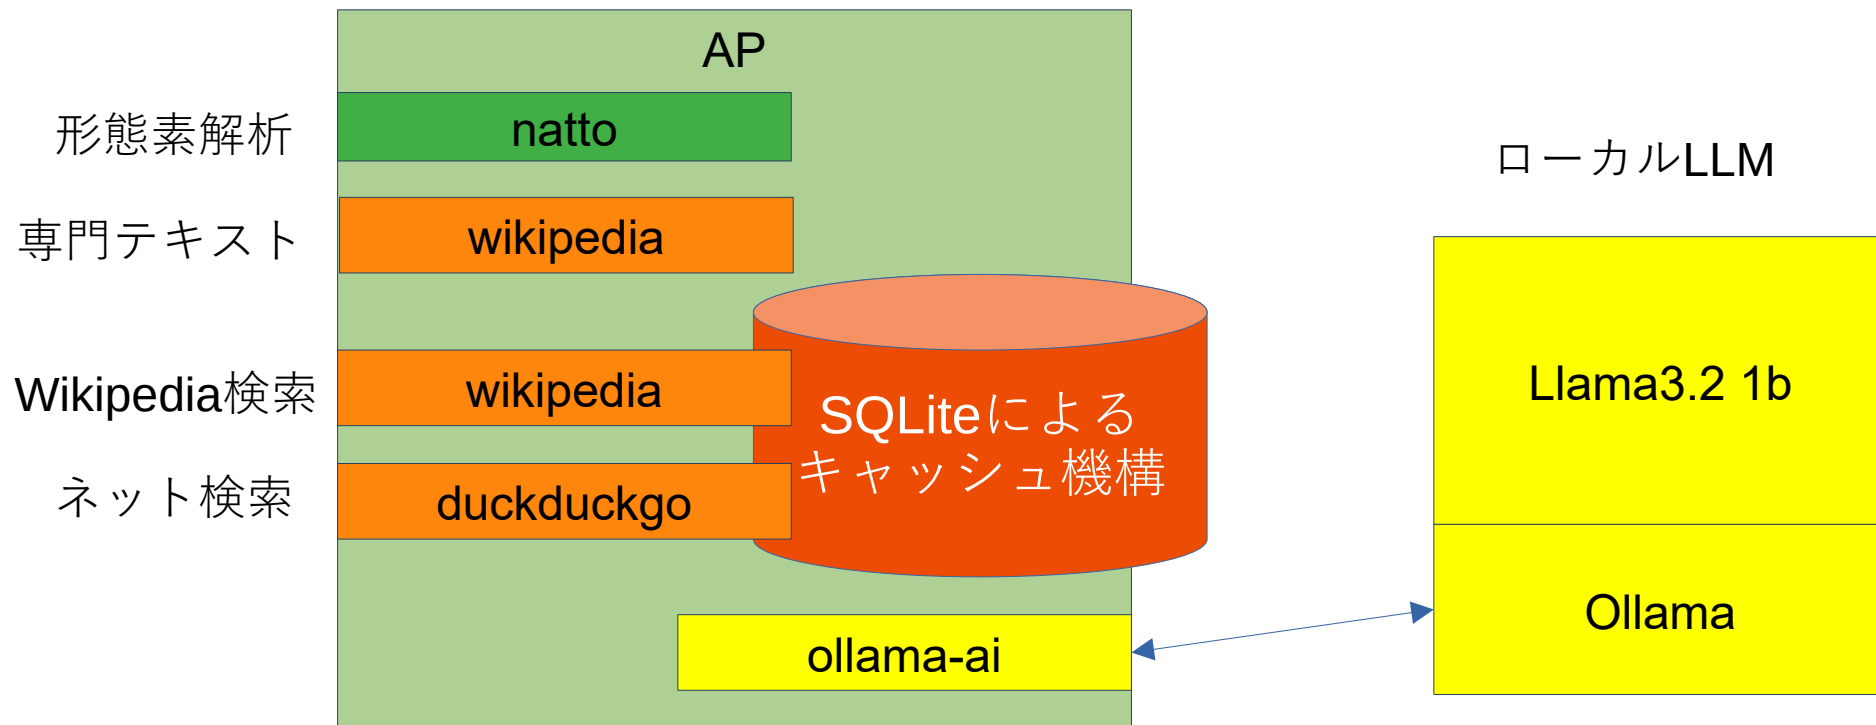 AP
形態素解析
natto
ローカルLLM
専門テキスト
wikipedia
Wikipedia検索
wikipedia
SQLiteによる
キャッシュ機構
Llama3.2 1b
ネット検索
duckduckgo
ollama-ai
Ollama